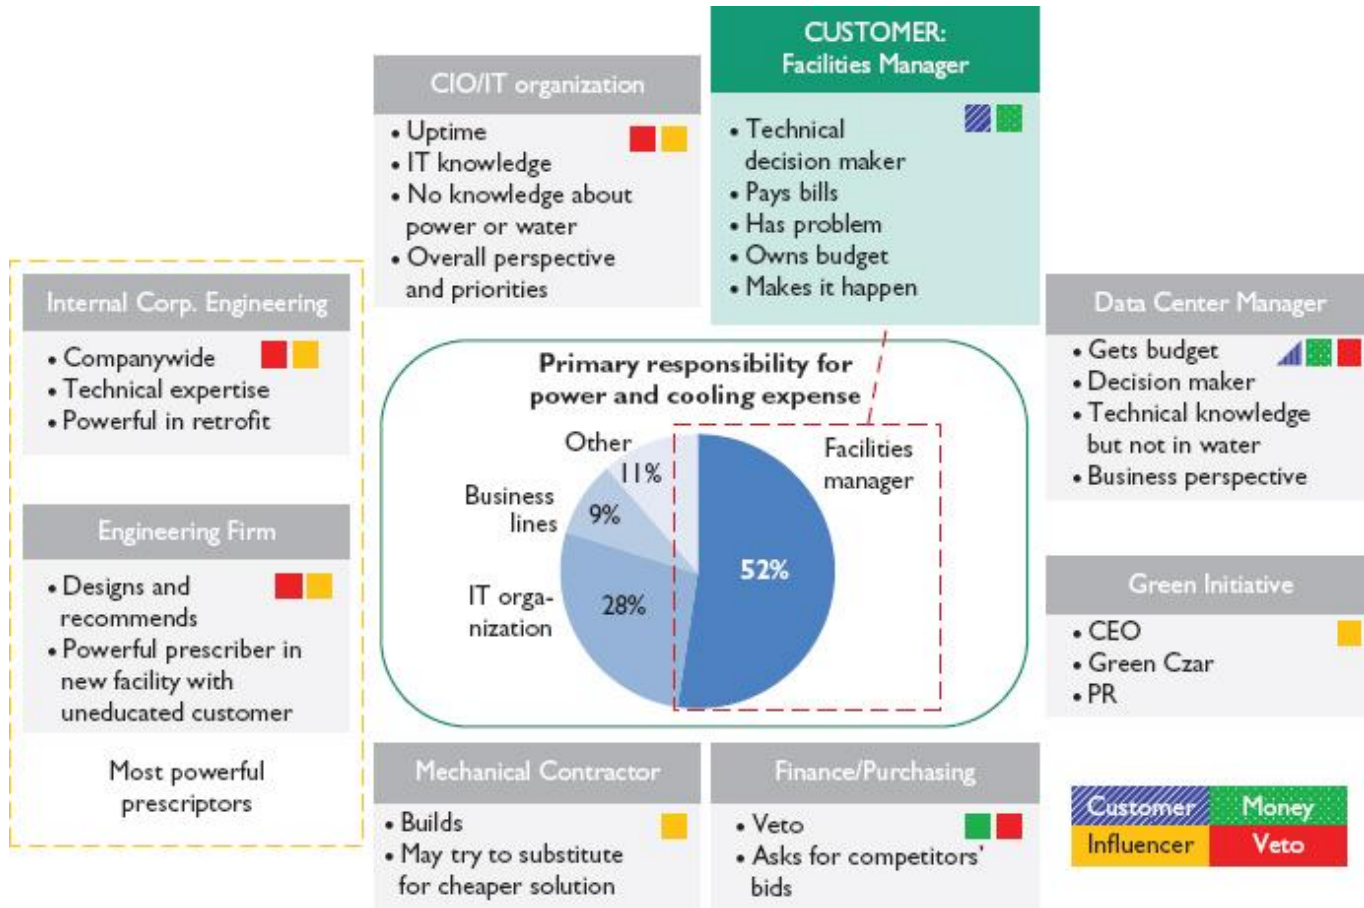 CUSTOMER:
Facilities Manager
• Technical
decision maker
• Pays bills
• Has problem
• Owns budget
• Makes it happen
CIO/IT organization
• Uptime
• IT knowledge
• No knowledge about
power or water
• Overall perspective
and priorities
Internal Corp. Engineering
• Companywide
• Technical expertise
• Powerful in retrofit
Engineering Firm
• Designs and
recommends
• Powerful prescriber in
new facility with
uneducated customer
Most powerful
prescriptors
Primary responsibility for
power and cooling expense
Other
11%
Business
lines
9%
IT orga-
nization
28%
52%
Facilities
manager
Data Center Manager
• Gets budget
• Decision maker
• Technical knowledge
but not in water
• Business perspective
Green Initiative
• CEO
• Green Czar
• PR
Mechanical Contractor
• Builds
• May try to substitute
for cheaper solution
Finance/Purchasing
• Veto
• Asks for competitors'
bids
Customer
Money
Influencer
Veto